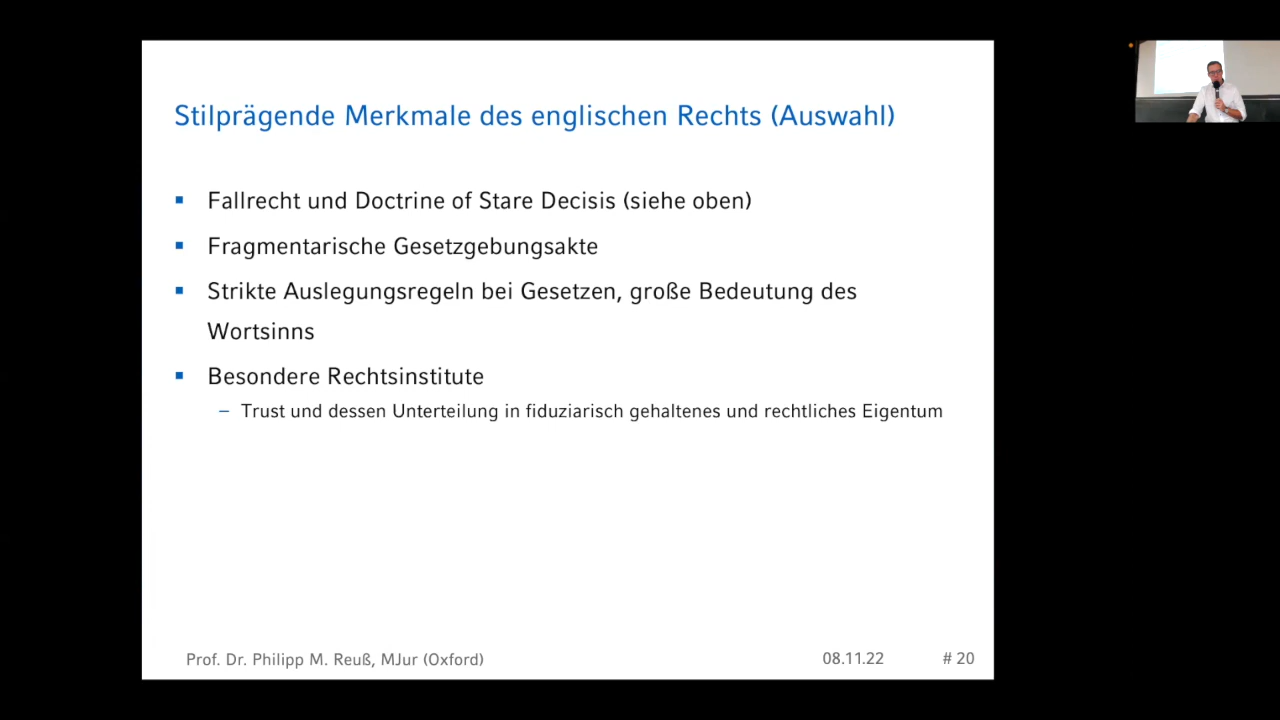 Stilprägende Merkmale des englischen Rechts (Auswahl)
▪ Fallrecht und Doctrine of Stare Decisis (siehe oben)
▪ Fragmentarische Gesetzgebungsakte
▪ Strikte Auslegungsregeln bei Gesetzen, große Bedeutung des
Wortsinns
▪ Besondere Rechtsinstitute
– Trust und dessen Unterteilung in fiduziarisch gehaltenes und rechtliches Eigentum
Prof. Dr. Philipp M. Reuß, MJur (Oxford) 08.11.22 # 20